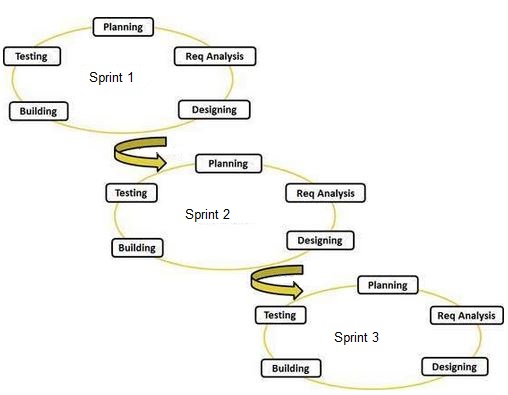 Planning
Testing
Req Analysis
Sprint 1
Building
Designing
Planning
Testing
Req Analysis
Sprint 2
Building
Designing
Planning
Testing
Req Analysis
Sprint 3
Building
Designing